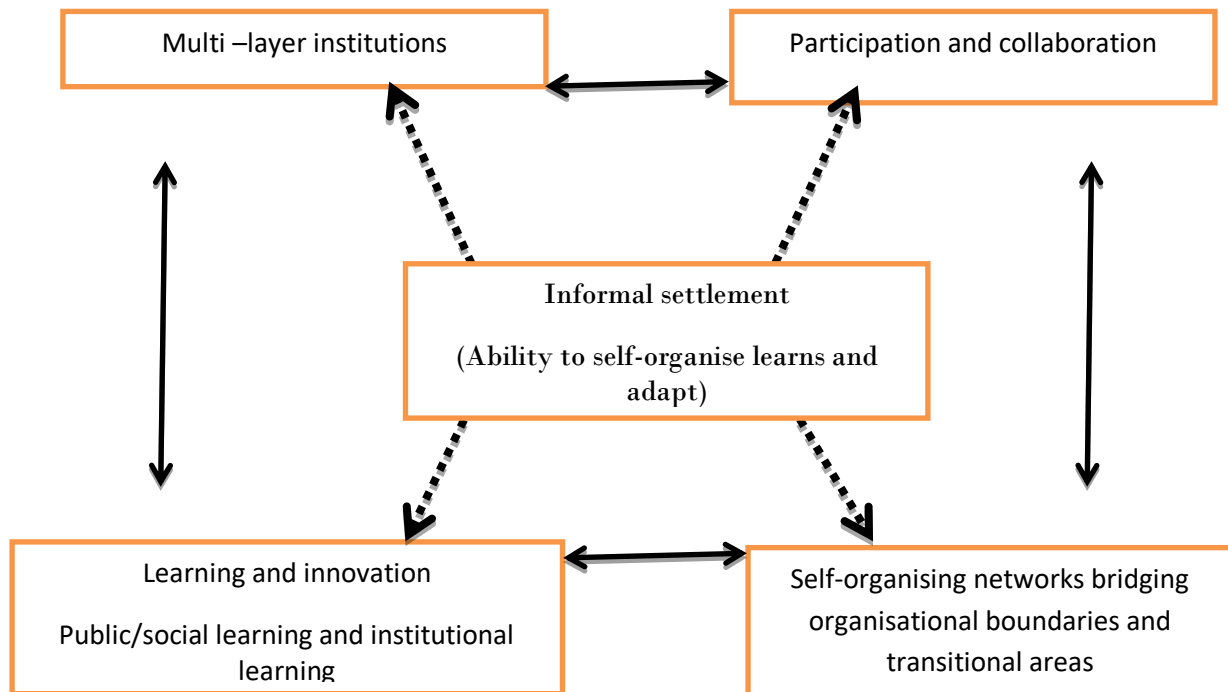 Multi –layer institutions
Participation and collaboration
Informal settlement
(Ability to self-organise learns and
adapt)
Learning and innovation
Public/social learning and institutional
learning
Self-organising networks bridging
organisational boundaries and
transitional areas